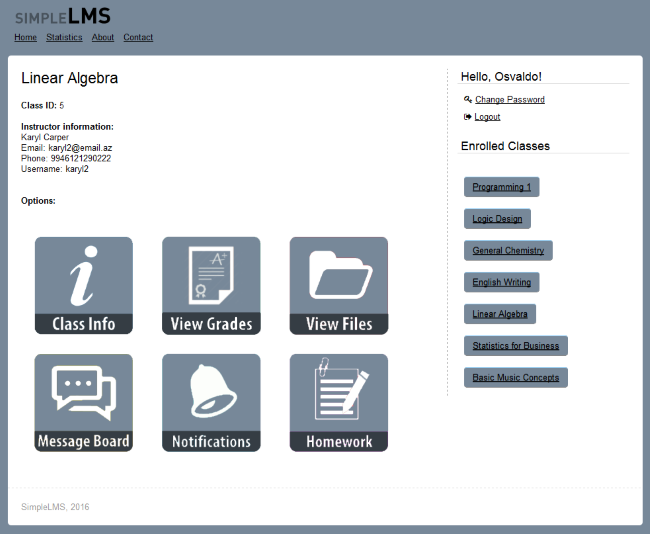 SIMPLELMS
Home Statistics About Contact
Linear Algebra
Class ID: 5
Instructor information:
Karyl Carper
Email: karyl2@email.az
Phone: 9946121290222
Username: karyl2
Options:
Class Info
A+
View Grades
View Files
Message Board
Notifications
Homework
Hello, Osvaldo!
Change Password
Logout
Enrolled Classes
Programming 1
Logic Design
General Chemistry
English Writing
Linear Algebra
Statistics for Business
Basic Music Concepts
SimpleLMS, 2016